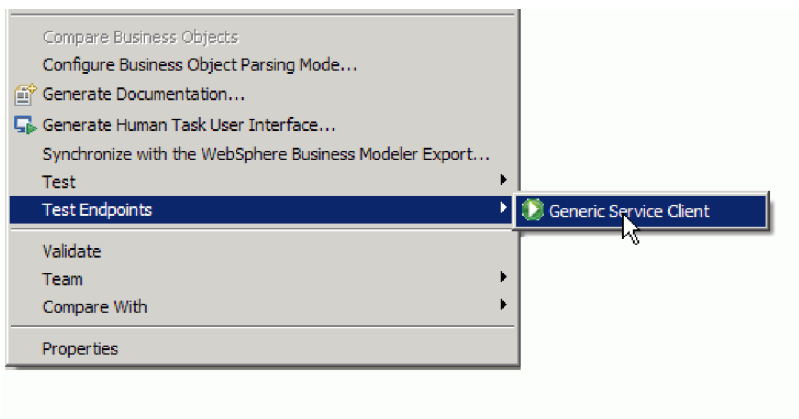 Compare Business Objects
Configure Business Object Parsing Mode...
Generate Documentation...
Generate Human Task User Interface...
Synchronize with the WebSphere Business Modeler Export...
Test
Test Endpoints
Generic Service Client
Validate
Team
Compare With
Properties